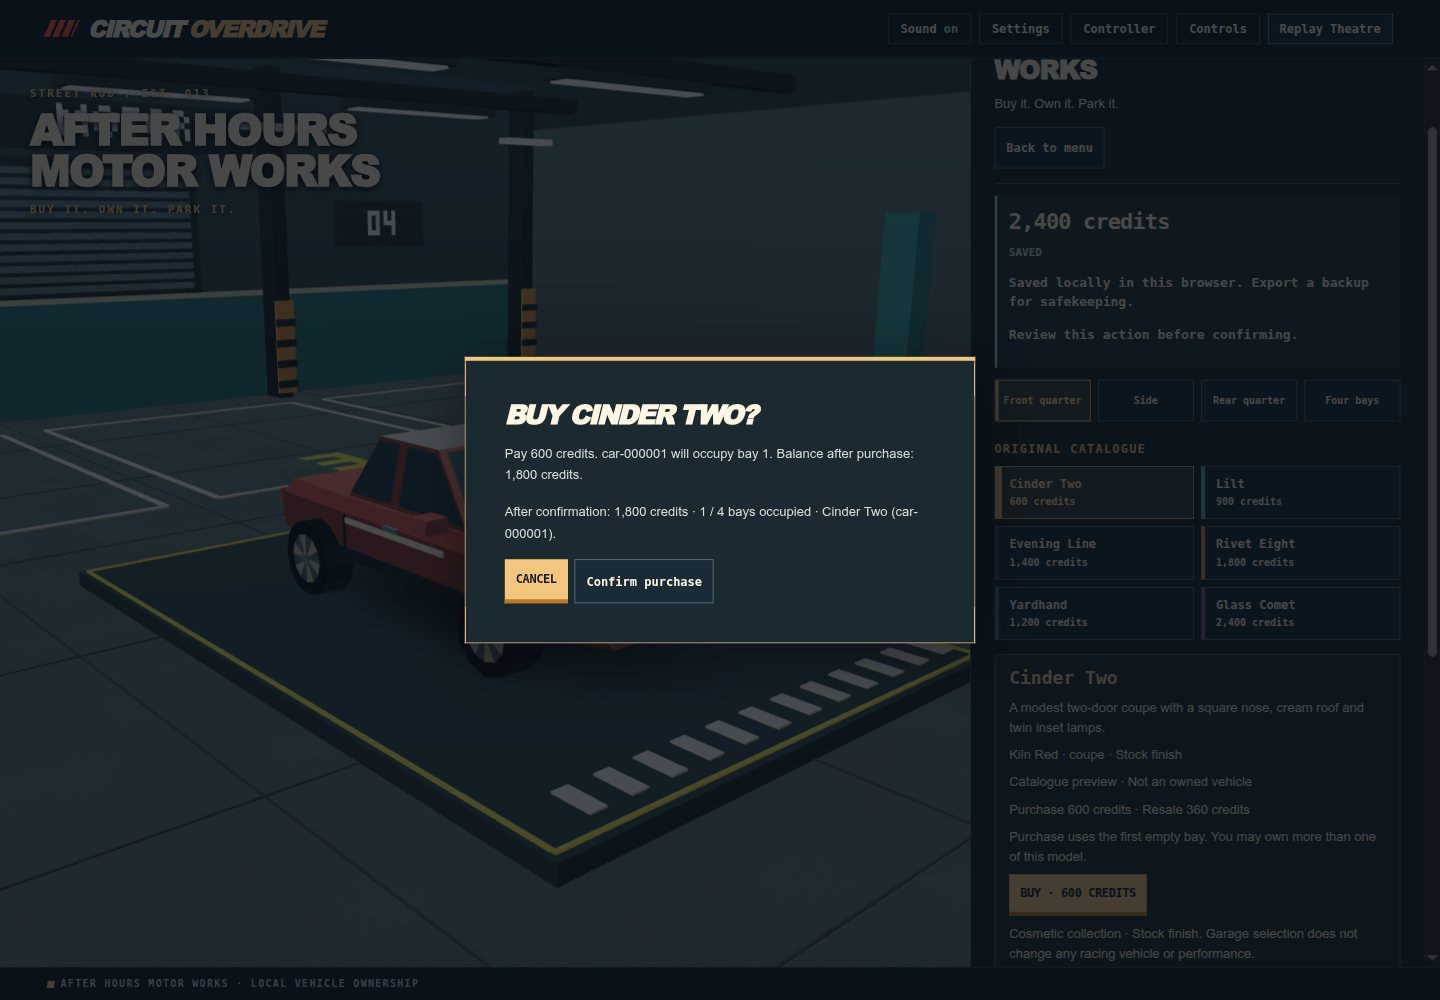 CIRCUIT OVERDRIVE
Sound on
Settings
Controller
Controls
Replay Theatre
STREET ROD / EST. 013
AFTER HOURS
MOTOR WORKS
BUY IT. OWN IT. PARK IT.
04
WORKS
Buy it. Own it. Park it.
Back to menu
2,400 credits
SAVED
Saved locally in this browser. Export a backup
for safekeeping.
Review this action before confirming.
Front quarter
Side
Rear quarter
Four bays
ORIGINAL CATALOGUE
Cinder Two
600 credits
Lilt
900 credits
Evening Line
1,400 credits
Rivet Eight
1,800 credits
Yardhand
1,200 credits
Glass Comet
2,400 credits
Cinder Two
A modest two-door coupe with a square nose, cream roof and
twin inset lamps.
Kiln Red · coupe · Stock finish
Catalogue preview · Not an owned vehicle
Purchase 600 credits · Resale 360 credits
Purchase uses the first empty bay. You may own more than one
of this model.
BUY · 600 CREDITS
Cosmetic collection · Stock finish. Garage selection does not
change any racing vehicle or performance.
BUY CINDER TWO?
Pay 600 credits. car-000001 will occupy bay 1. Balance after purchase:
1,800 credits.
After confirmation: 1,800 credits · 1 / 4 bays occupied · Cinder Two (car-
000001).
CANCEL
Confirm purchase
AFTER HOURS MOTOR WORKS · LOCAL VEHICLE OWNERSHIP